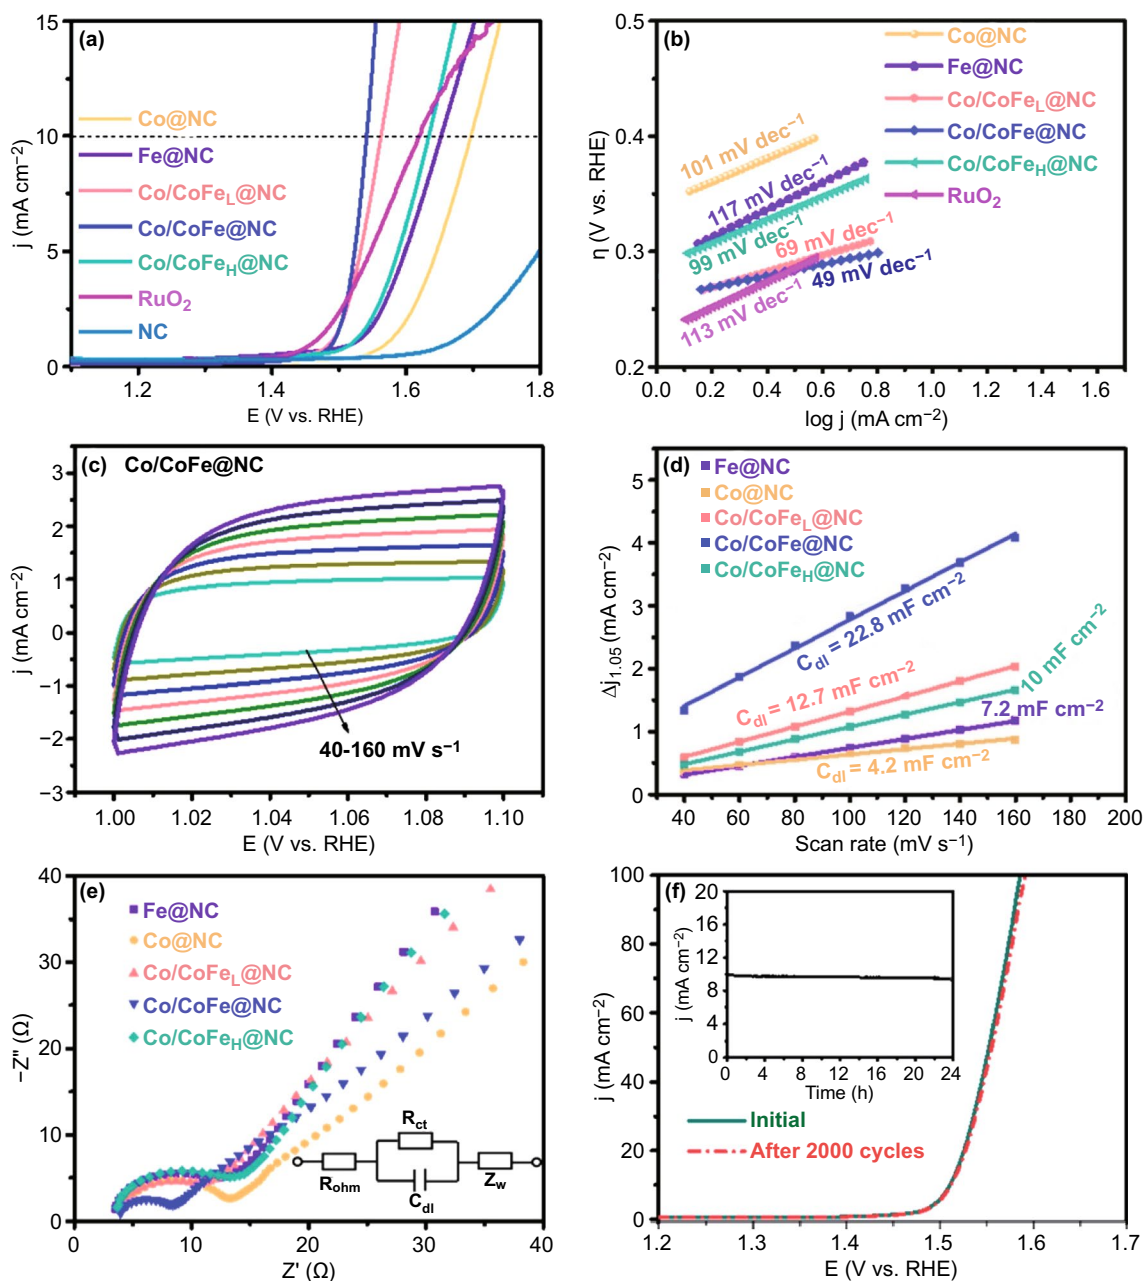 (a)
Co@NC
Fe@NC
Co/CoFeL@NC
Co/CoFe@NC
Co/CoFeH@NC
RuO2
NC
15
10
5
0
1.2 1.4 1.6 1.8
j (mA cm−2)
E (V vs. RHE)
(b)
Co@NC
Fe@NC
Co/CoFeL@NC
Co/CoFe@NC
Co/CoFeH@NC
RuO2
101 mV dec−1
117 mV dec−1
99 mV dec−1
69 mV dec−1
49 mV dec−1
113 mV dec−1
0.5
0.4
0.3
0.2
0.0 0.2 0.4 0.6 0.8 1.0 1.2 1.4 1.6
η (V vs. RHE)
log j (mA cm−2)
(c) Co/CoFe@NC
40-160 mV s−1
3
2
1
0
−1
−2
−3
1.00 1.02 1.04 1.06 1.08 1.10
j (mA cm−2)
E (V vs. RHE)
(d)
Fe@NC
Co@NC
Co/CoFeL@NC
Co/CoFe@NC
Co/CoFeH@NC
Cdl = 22.8 mF cm−2
Cdl = 12.7 mF cm−2
10 mF cm−2
7.2 mF cm−2
Cdl = 4.2 mF cm−2
5
4
3
2
1
0
40 60 80 100 120 140 160 180 200
Δj1.05 (mA cm−2)
Scan rate (mV s−1)
(e)
Fe@NC
Co@NC
Co/CoFeL@NC
Co/CoFe@NC
Co/CoFeH@NC
Rct
Rohm
Cdl
Zw
40
30
20
10
0
0 10 20 30 40
−Z'' (Ω)
Z' (Ω)
(f)
20
16
12
8
4
0
0 4 8 12 16 20 24
j (mA cm−2)
Time (h)
Initial
After 2000 cycles
100
80
60
40
20
0
1.2 1.3 1.4 1.5 1.6 1.7
j (mA cm−2)
E (V vs. RHE)